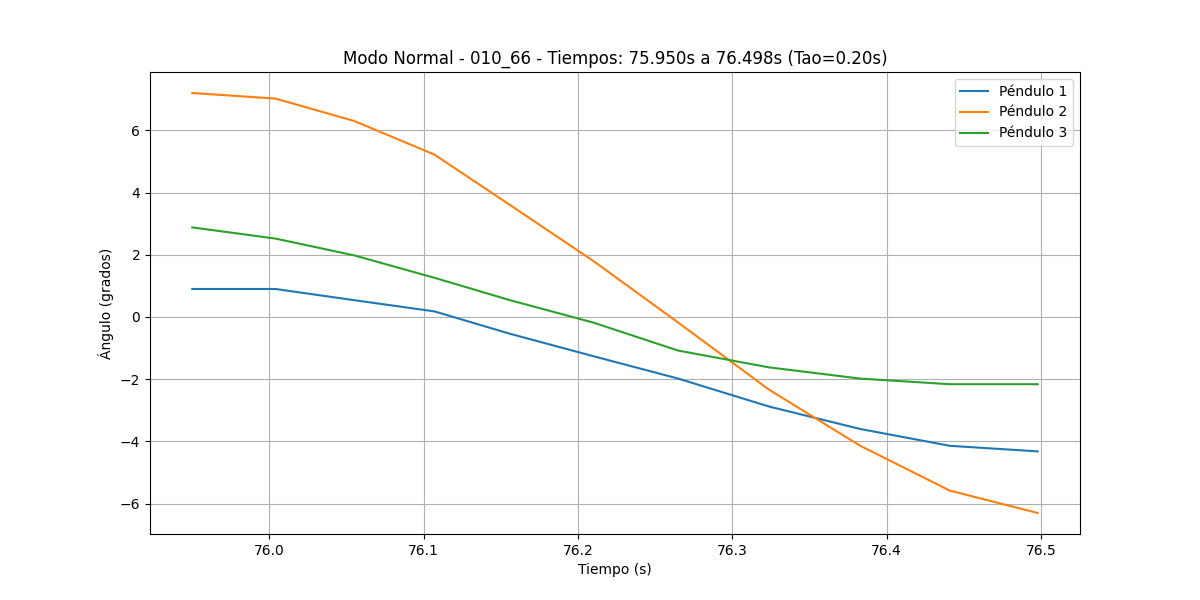 Modo Normal - 010_66 - Tiempos: 75.950s a 76.498s (Tao=0.20s)
Péndulo 1
Péndulo 2
Péndulo 3
Ángulo (grados)
6
4
2
0
−2
−4
−6
76.0 76.1 76.2 76.3 76.4 76.5
Tiempo (s)